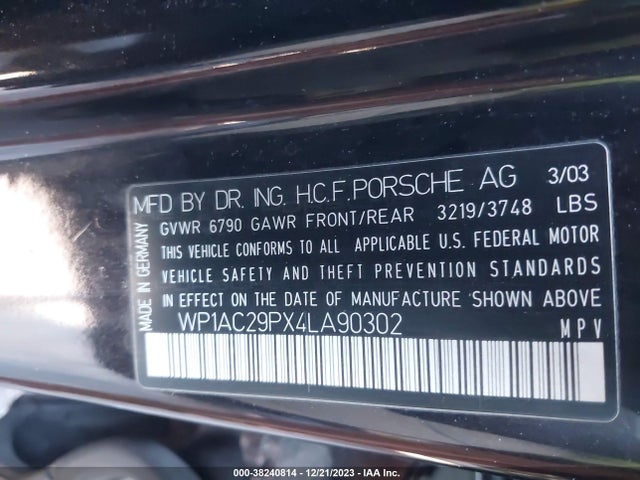 MFD BY DR. ING. H.C.F. PORSCHE AG 3/03
GVWR 6790 GAWR FRONT/REAR 3219/3748 LBS
THIS VEHICLE CONFORMS TO ALL APPLICABLE U.S. FEDERAL MOTOR
VEHICLE SAFETY AND THEFT PREVENTION STANDARDS
IN EFFECT ON THE DATE OF MANUFACTURE SHOWN ABOVE
WP1AC29PX4LA90302 MPV
MADE IN GERMANY
000-38240814 - 12/21/2023 - IAA Inc.